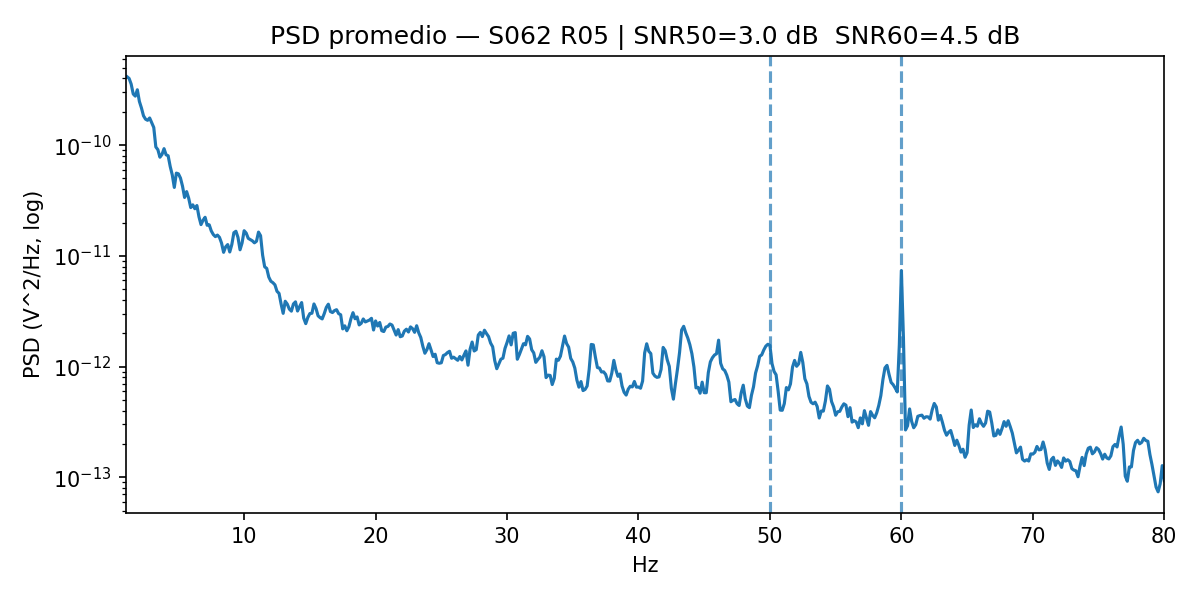 PSD promedio — S062 R05 | SNR50=3.0 dB  SNR60=4.5 dB
PSD (V^2/Hz, log)
10⁻¹⁰
10⁻¹¹
10⁻¹²
10⁻¹³
10 20 30 40 50 60 70 80
Hz